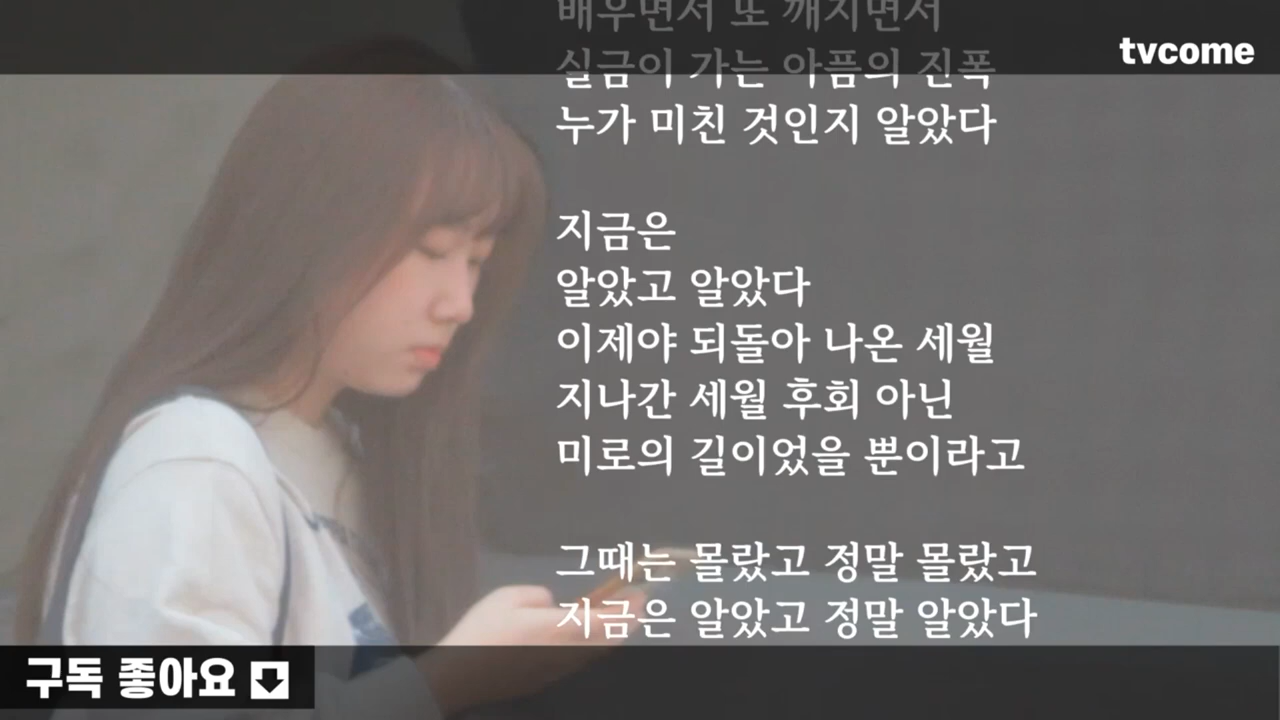 배우면서 또 깨치면서
실금이 가는 아픔의 진폭
누가 미친 것인지 알았다
지금은
알았고 알았다
이제야 되돌아 나온 세월
지나간 세월 후회 아닌
미로의 길이었을 뿐이라고
그때는 몰랐고 정말 몰랐고
지금은 알았고 정말 알았다
tvcome
구독 좋아요